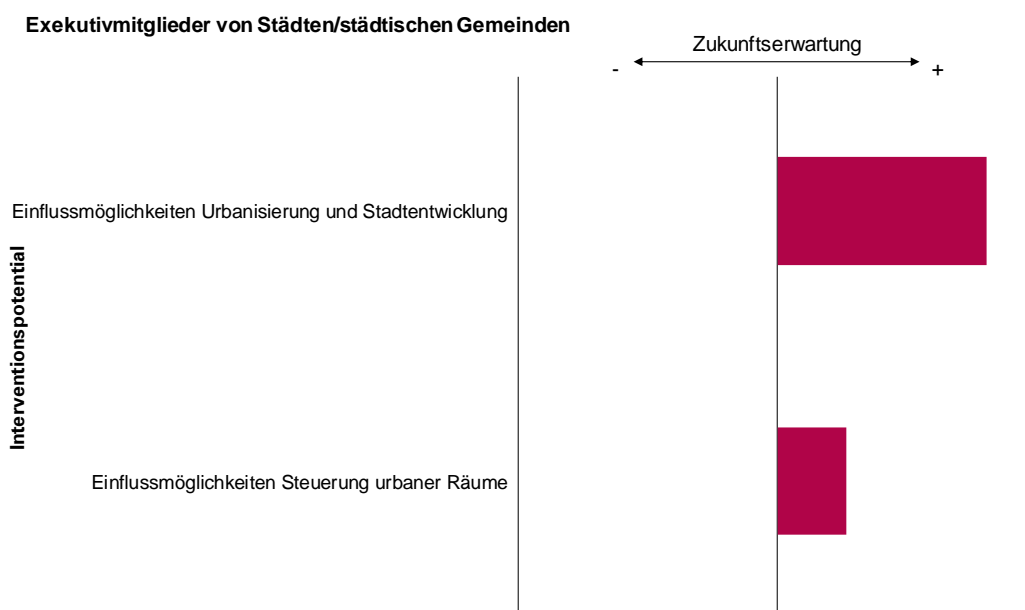 Exekutivmitglieder von Städten/städtischen Gemeinden
Zukunftserwartung
- +
Einflussmöglichkeiten Urbanisierung und Stadtentwicklung
Interventionspotential
Einflussmöglichkeiten Steuerung urbaner Räume